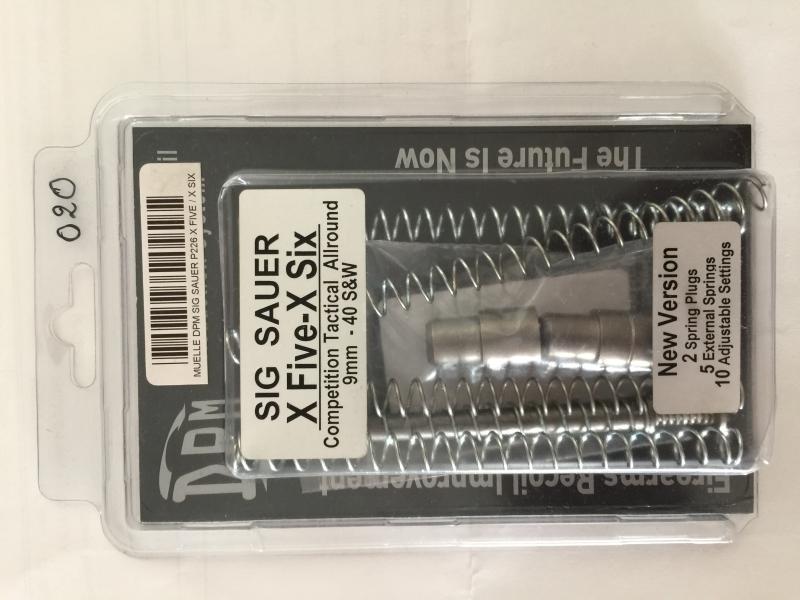 020
MUELLE DPM SIG SAUER P226 X FIVE / X SIX
SIG SAUER
X Five-X Six
Competition Tactical Allround
9mm - 40 S&W
New Version
2 Spring Plugs
5 External Springs
10 Adjustable Settings
The Future Is Now
DPM
Firearms Recoil Improvement